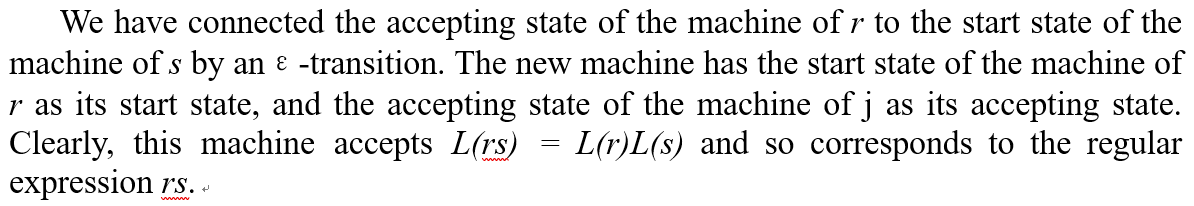 We have connected the accepting state of the machine of r to the start state of the
machine of s by an ε -transition. The new machine has the start state of the machine of
r as its start state, and the accepting state of the machine of j as its accepting state.
Clearly, this machine accepts L(rs) = L(r)L(s) and so corresponds to the regular
expression rs.